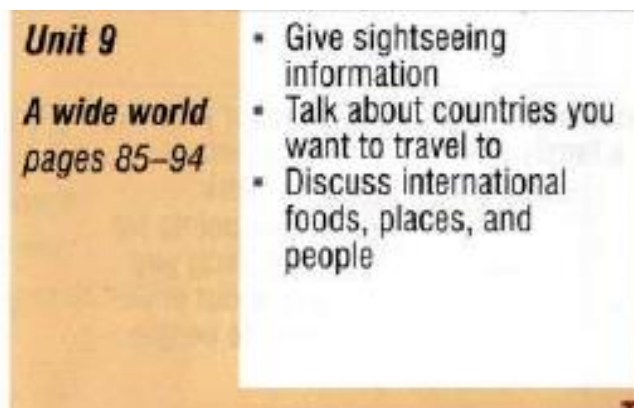 Unit 9
A wide world
pages 85–94
▪ Give sightseeing
information
▪ Talk about countries you
want to travel to
▪ Discuss international
foods, places, and
people